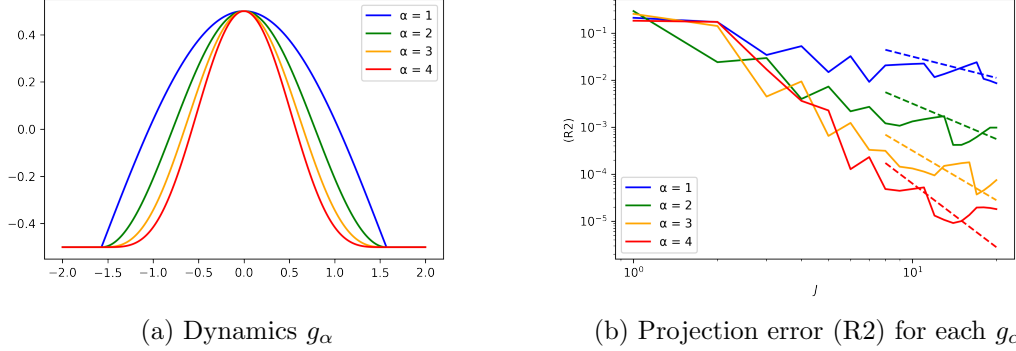 0.4
0.2
0.0
−0.2
−0.4
−2.0 −1.5 −1.0 −0.5 0.0 0.5 1.0 1.5 2.0
α = 1
α = 2
α = 3
α = 4
(a) Dynamics gα
(R2)
10⁻¹
10⁻²
10⁻³
10⁻⁴
10⁻⁵
10⁰ 10¹
J
α = 1
α = 2
α = 3
α = 4
(b) Projection error (R2) for each gα